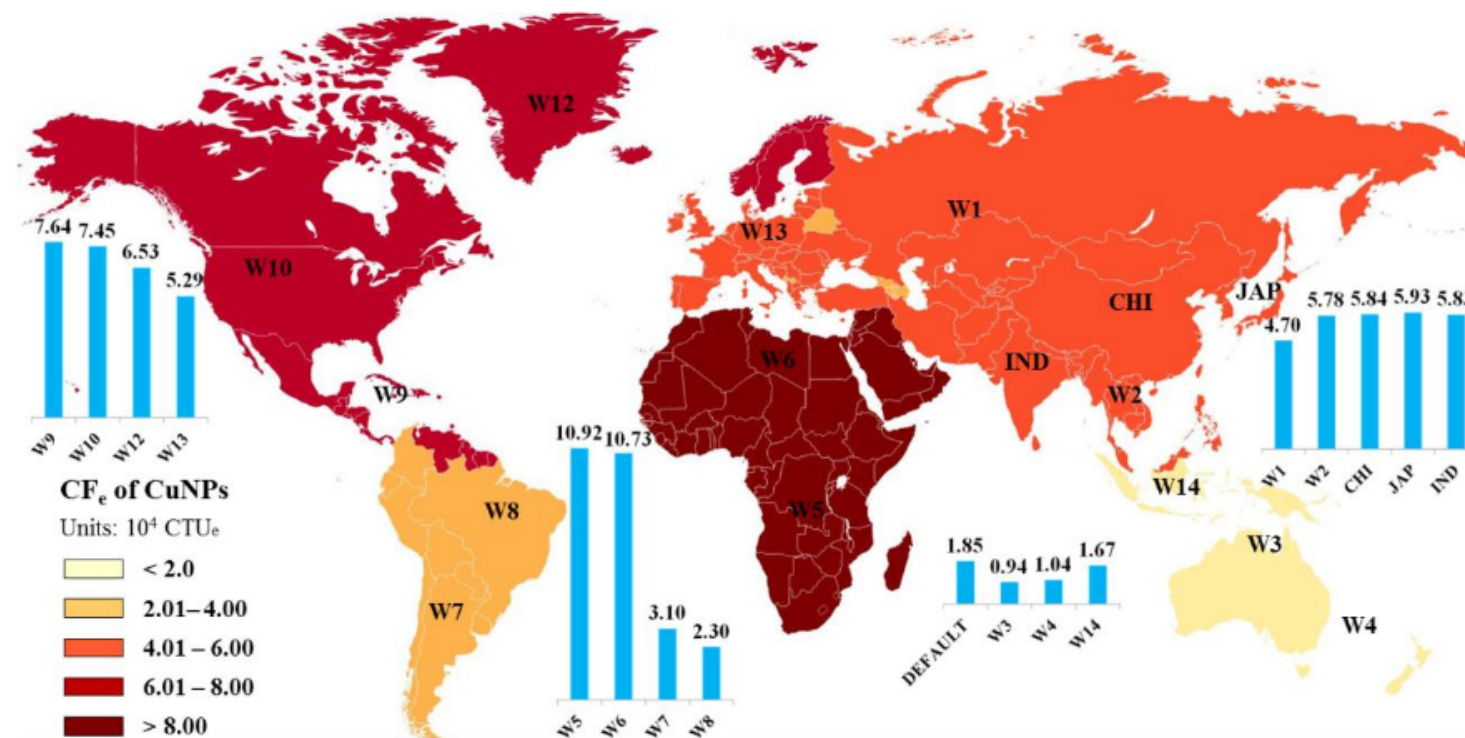 W12
W1
W13
W10
7.64
7.45
6.53
5.29
W9
W10
W12
W13
JAP
CHI
W6
IND
W9
W2
4.70
5.78
5.84
5.93
W1
W2
CHI
JAP
IND
CFe of CuNPs
Units: 10⁴ CTUe
< 2.0
2.01–4.00
4.01 – 6.00
6.01 – 8.00
> 8.00
W8
W7
10.92
10.73
3.10
2.30
W5
W6
W7
W8
W5
W14
W3
W4
1.85
0.94
1.04
1.67
DEFAULT
W3
W4
W14